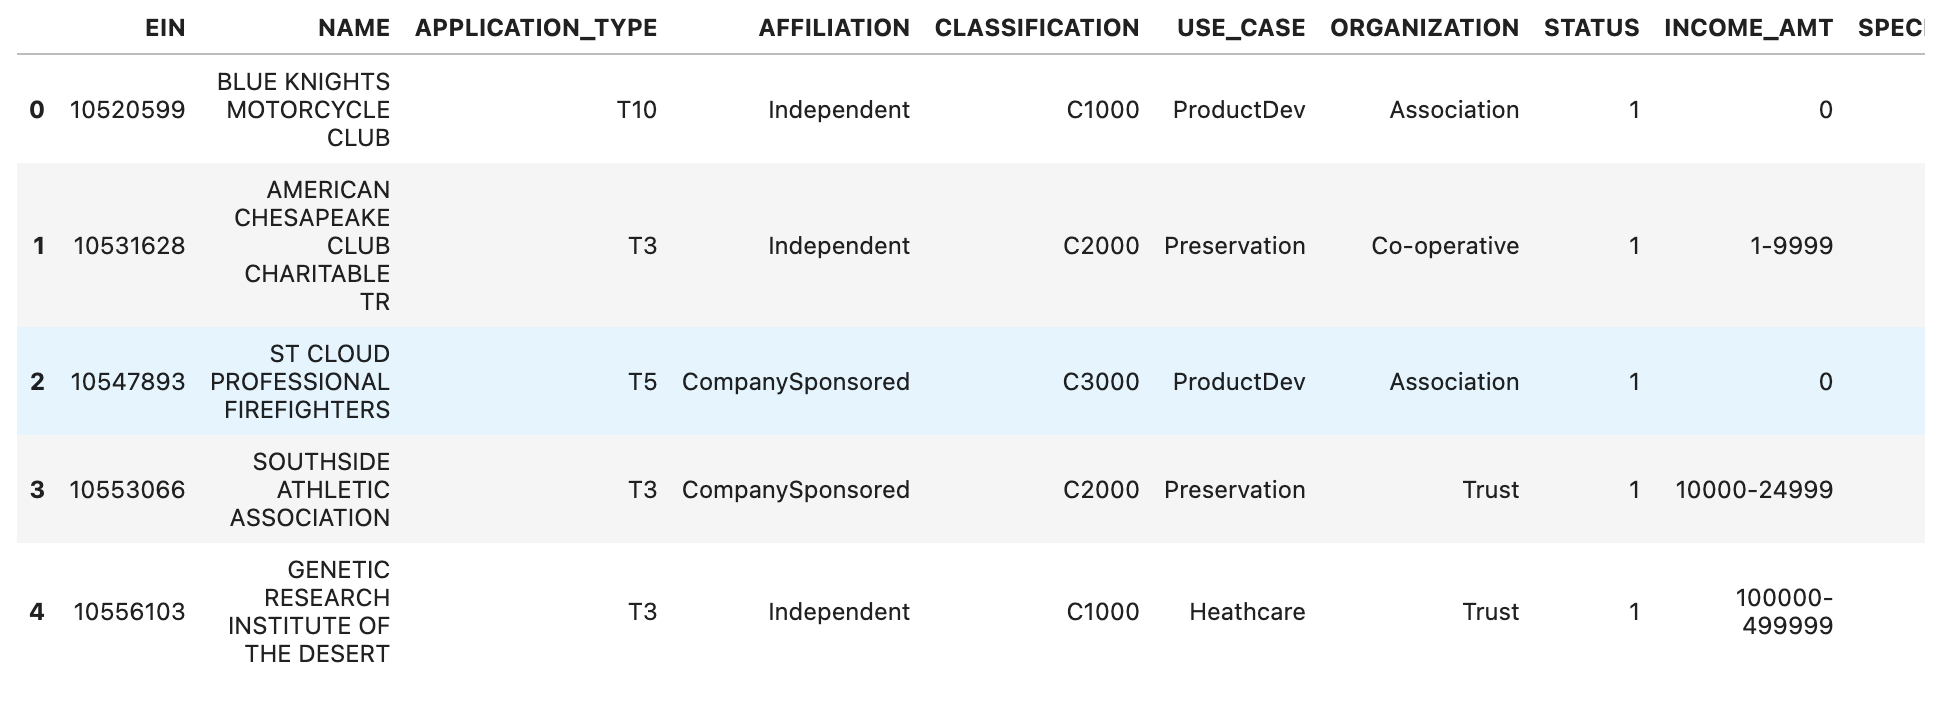 EIN NAME APPLICATION_TYPE AFFILIATION CLASSIFICATION USE_CASE ORGANIZATION STATUS INCOME_AMT SPECI
0 10520599 BLUE KNIGHTS MOTORCYCLE CLUB T10 Independent C1000 ProductDev Association 1 0
1 10531628 AMERICAN CHESAPEAKE CLUB CHARITABLE TR T3 Independent C2000 Preservation Co-operative 1 1-9999
2 10547893 ST CLOUD PROFESSIONAL FIREFIGHTERS T5 CompanySponsored C3000 ProductDev Association 1 0
3 10553066 SOUTHSIDE ATHLETIC ASSOCIATION T3 CompanySponsored C2000 Preservation Trust 1 10000-24999
4 10556103 GENETIC RESEARCH INSTITUTE OF THE DESERT T3 Independent C1000 Heathcare Trust 1 100000-499999